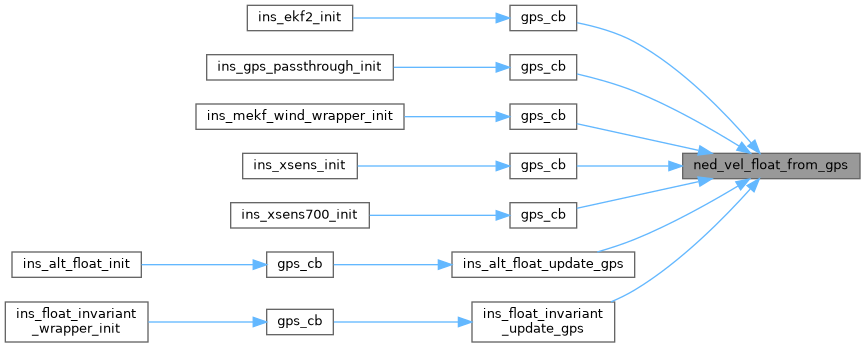 ins_ekf2_init
gps_cb
ins_gps_passthrough_init
gps_cb
ins_mekf_wind_wrapper_init
gps_cb
ins_xsens_init
gps_cb
ned_vel_float_from_gps
ins_xsens700_init
gps_cb
ins_alt_float_init
gps_cb
ins_alt_float_update_gps
ins_float_invariant
_wrapper_init
gps_cb
ins_float_invariant
_update_gps